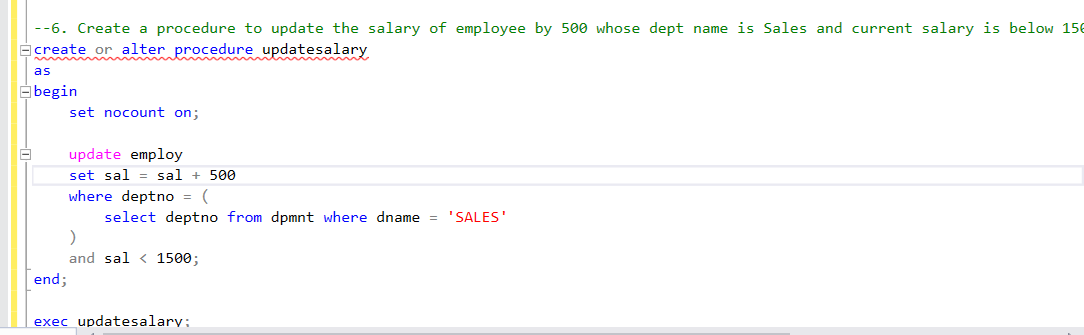 --6. Create a procedure to update the salary of employee by 500 whose dept name is Sales and current salary is below
create or alter procedure updatesalary
as
begin
set nocount on;
update employ
set sal = sal + 500
where deptno = (
select deptno from dpmnt where dname = 'SALES'
)
and sal < 1500;
end;
exec updatesalary;